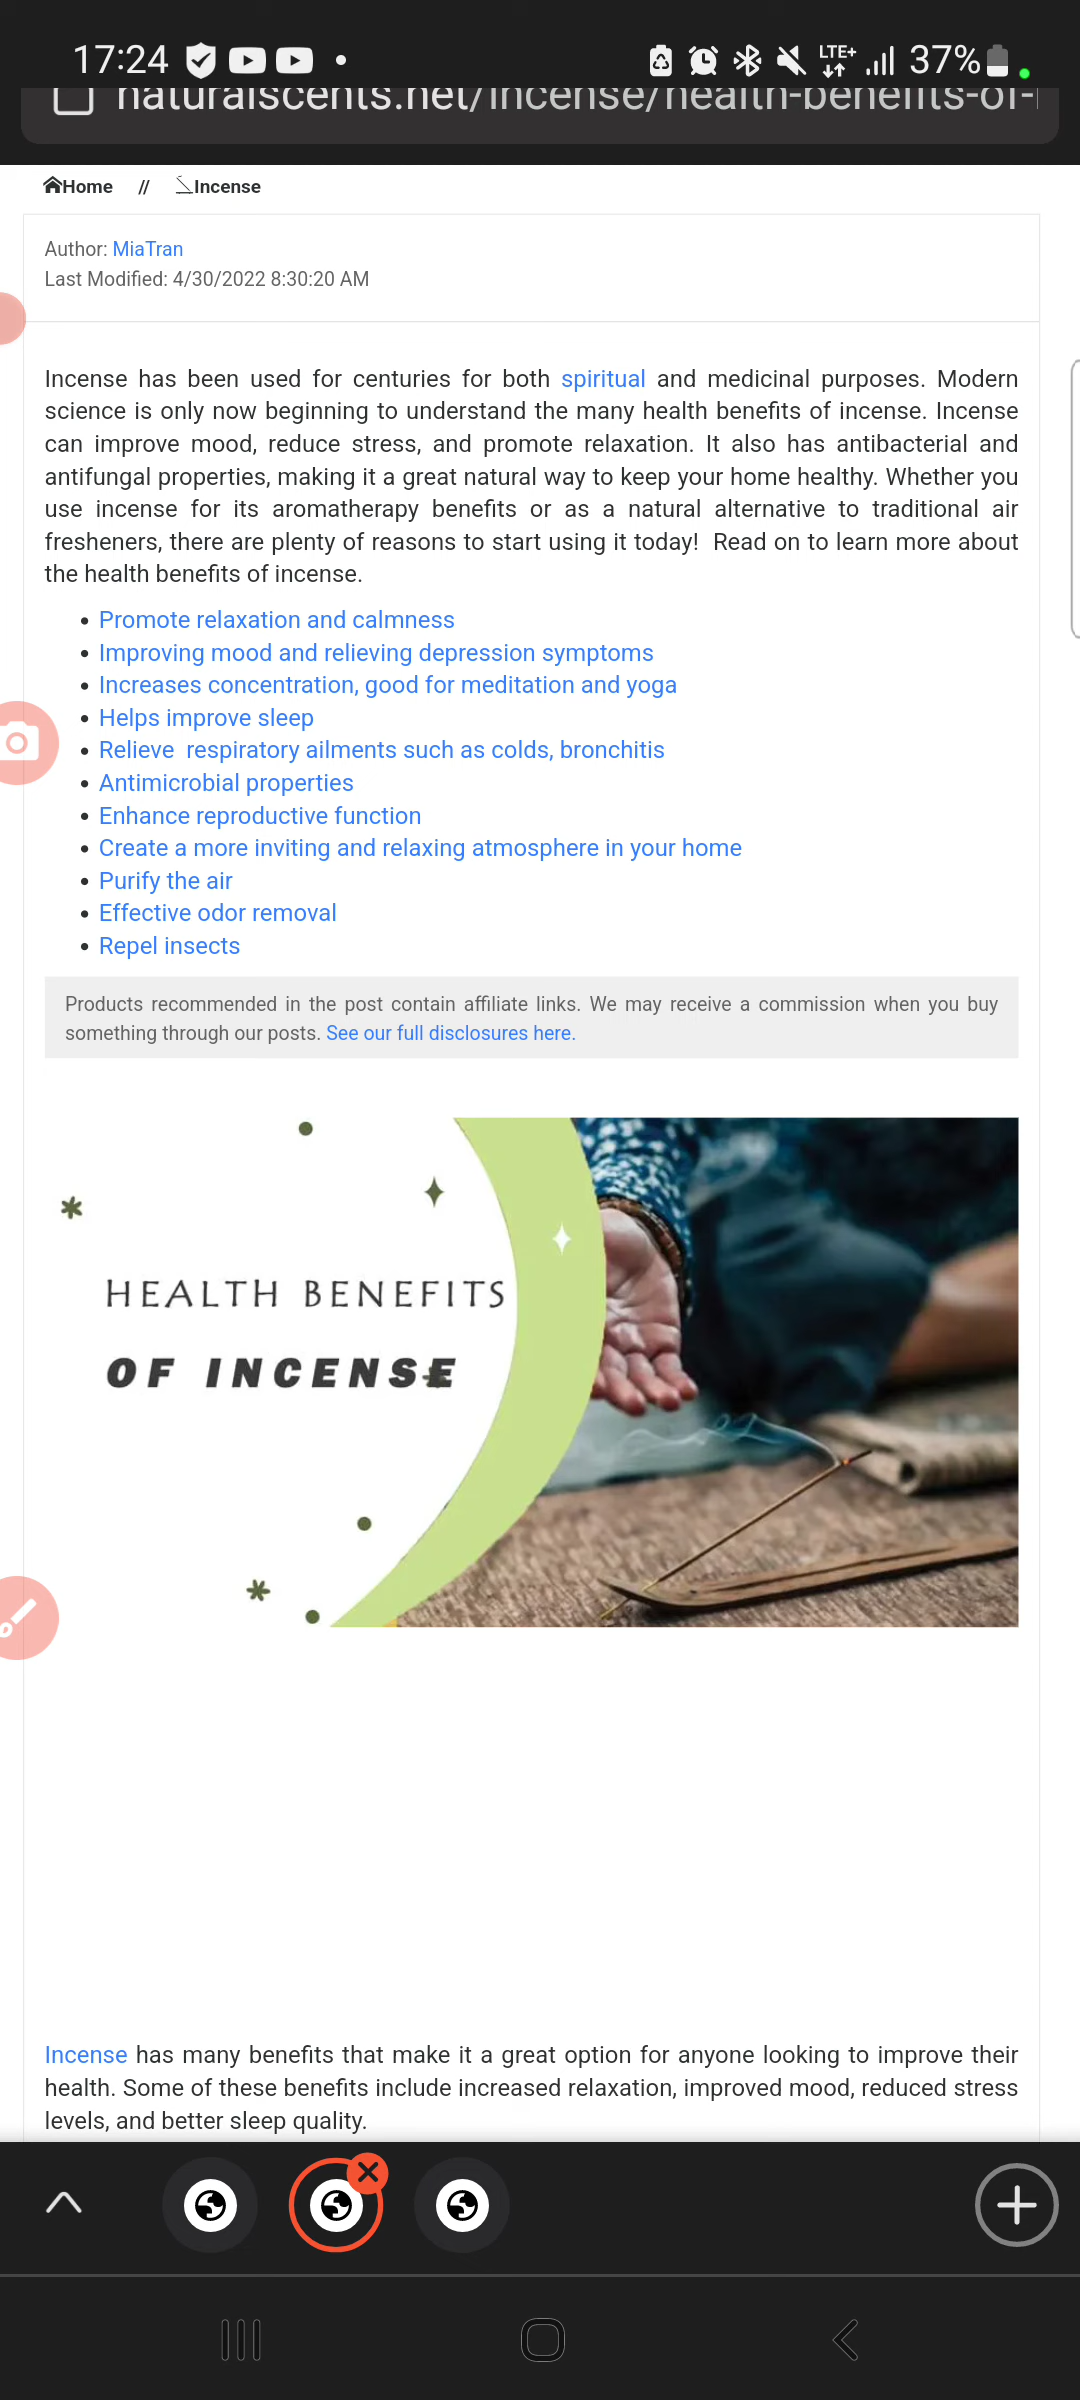 17:24
LTE+
37%
naturalscents.net/incense/health-benefits-of-
Home // Incense
Author: MiaTran
Last Modified: 4/30/2022 8:30:20 AM
Incense has been used for centuries for both spiritual and medicinal purposes. Modern
science is only now beginning to understand the many health benefits of incense. Incense
can improve mood, reduce stress, and promote relaxation. It also has antibacterial and
antifungal properties, making it a great natural way to keep your home healthy. Whether you
use incense for its aromatherapy benefits or as a natural alternative to traditional air
fresheners, there are plenty of reasons to start using it today!  Read on to learn more about
the health benefits of incense.
• Promote relaxation and calmness
• Improving mood and relieving depression symptoms
• Increases concentration, good for meditation and yoga
• Helps improve sleep
• Relieve  respiratory ailments such as colds, bronchitis
• Antimicrobial properties
• Enhance reproductive function
• Create a more inviting and relaxing atmosphere in your home
• Purify the air
• Effective odor removal
• Repel insects
Products recommended in the post contain affiliate links. We may receive a commission when you buy
something through our posts. See our full disclosures here.
HEALTH BENEFITS
OF INCENSE
Incense has many benefits that make it a great option for anyone looking to improve their
health. Some of these benefits include increased relaxation, improved mood, reduced stress
levels, and better sleep quality.